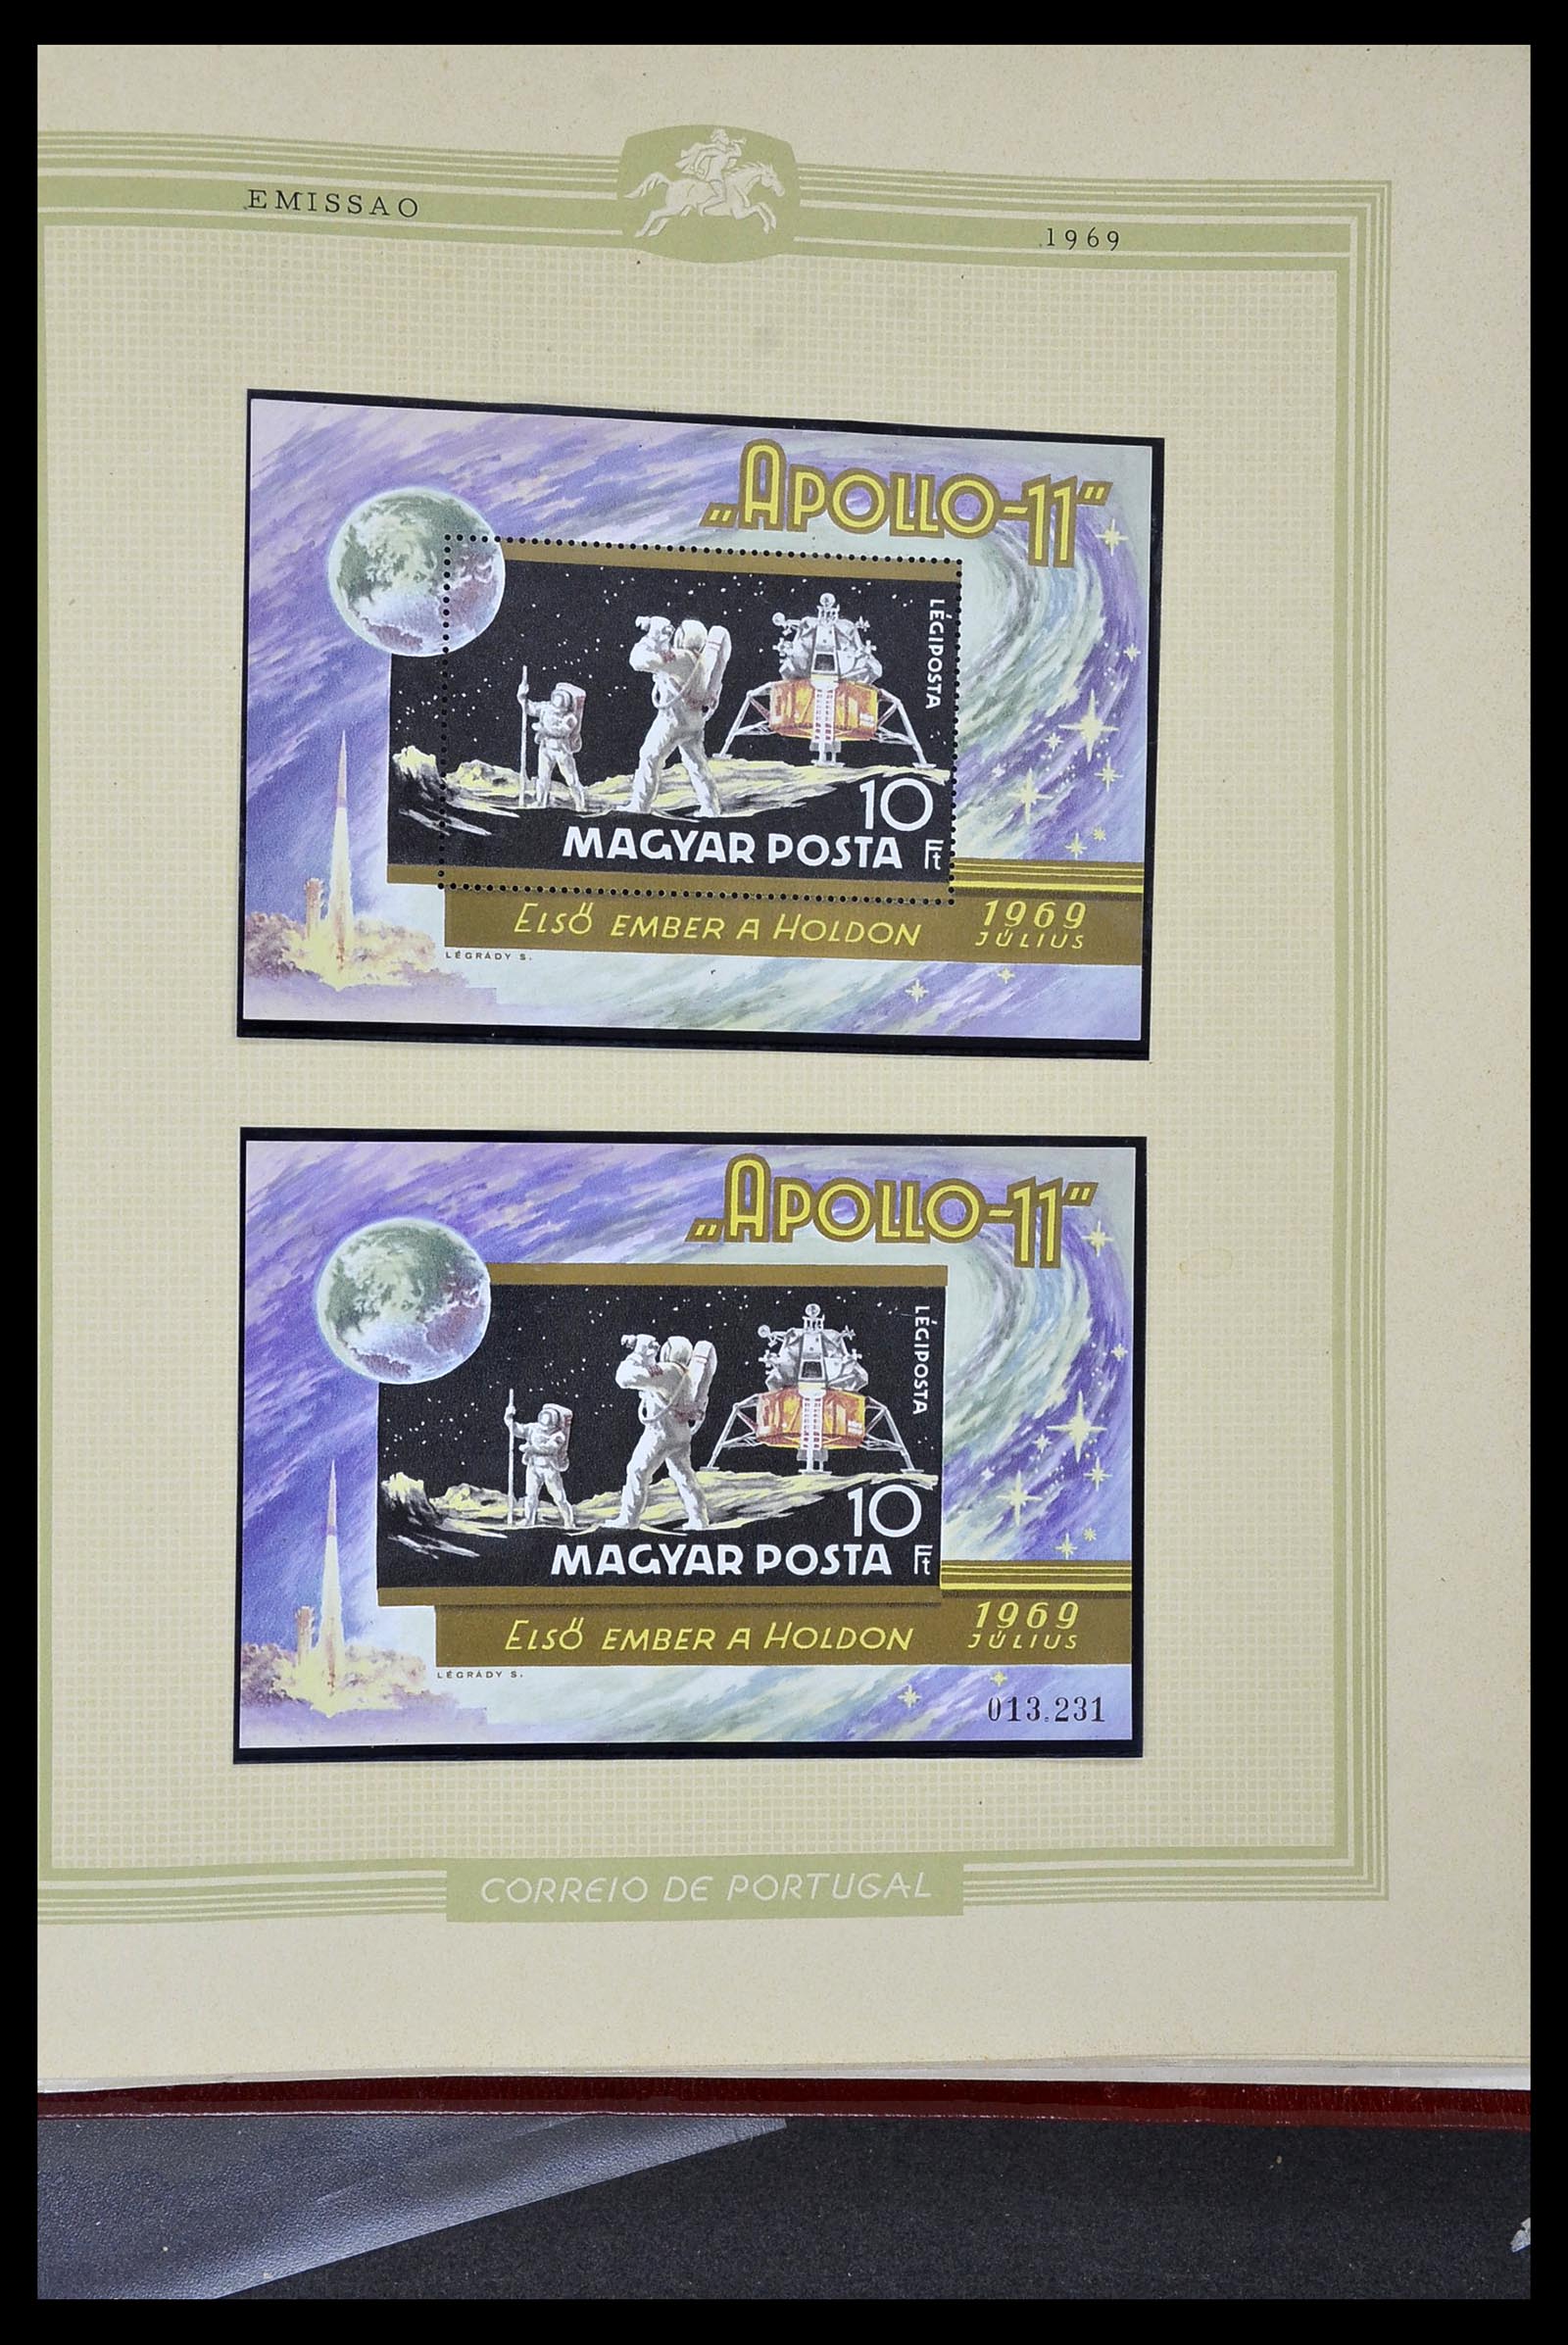 EMISSAO
1969
„APOLLO-11”
LÉGIPOSTA
10
MAGYAR POSTA Ft
ELSŐ EMBER A HOLDON
1969
JÚLIUS
LÉGRÁDY S.
„APOLLO-11”
LÉGIPOSTA
10
MAGYAR POSTA Ft
ELSŐ EMBER A HOLDON
1969
JÚLIUS
LÉGRÁDY S.
013.231
CORREIO DE PORTUGAL